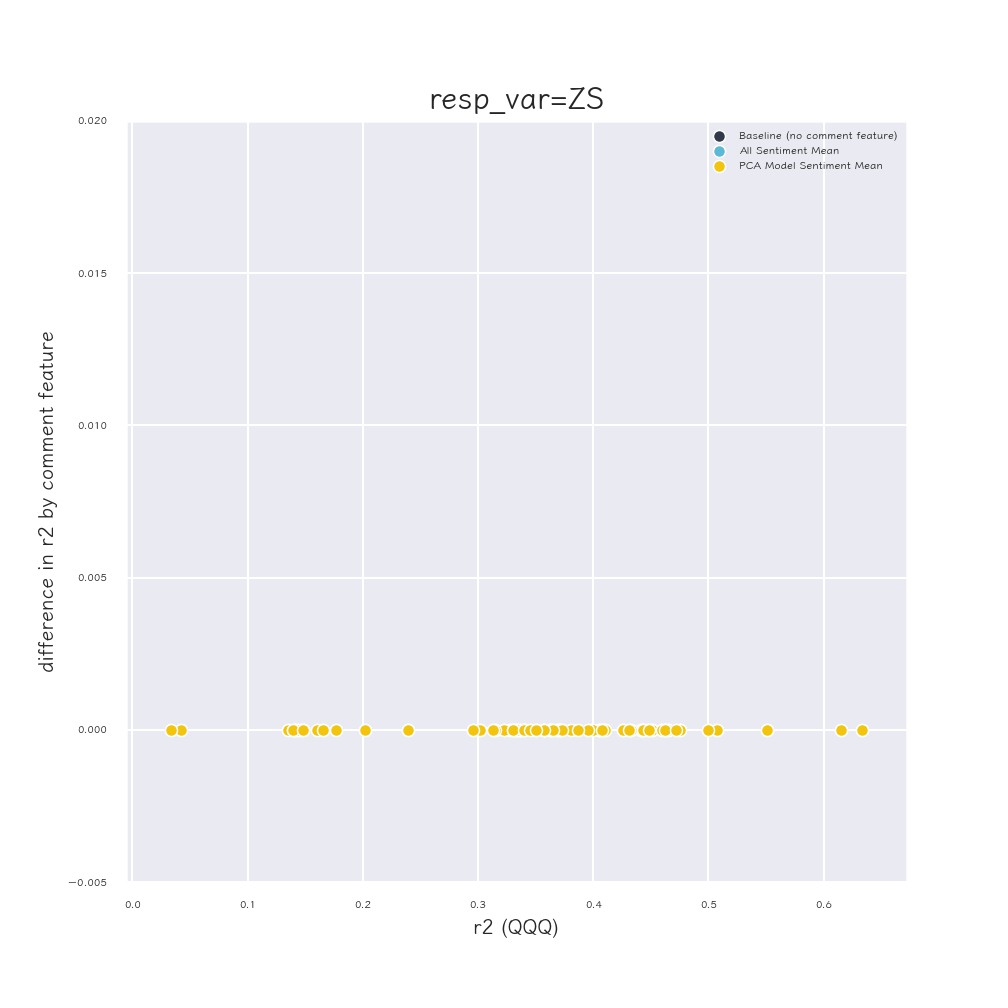 resp_var=ZS
0.020
Baseline (no comment feature)
All Sentiment Mean
PCA Model Sentiment Mean
0.015
0.010
0.005
0.000
−0.005
difference in r2 by comment feature
0.0 0.1 0.2 0.3 0.4 0.5 0.6
r2 (QQQ)